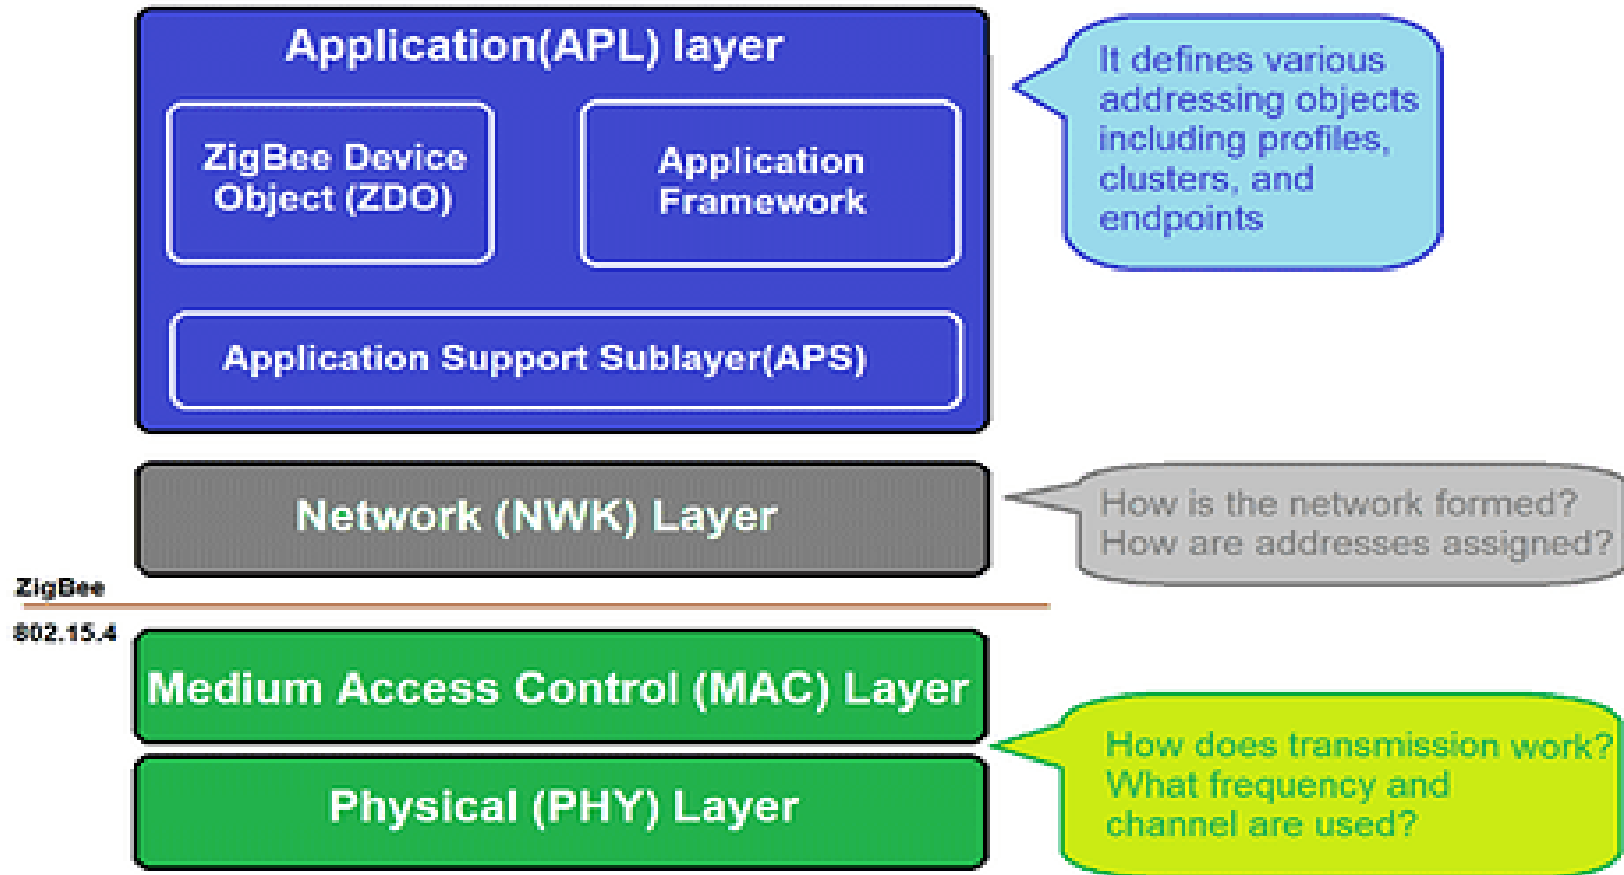 Application(APL) layer
ZigBee Device
Object (ZDO)
Application
Framework
Application Support Sublayer(APS)
It defines various
addressing objects
including profiles,
clusters, and
endpoints
Network (NWK) Layer
How is the network formed?
How are addresses assigned?
ZigBee
802.15.4
Medium Access Control (MAC) Layer
Physical (PHY) Layer
How does transmission work?
What frequency and
channel are used?